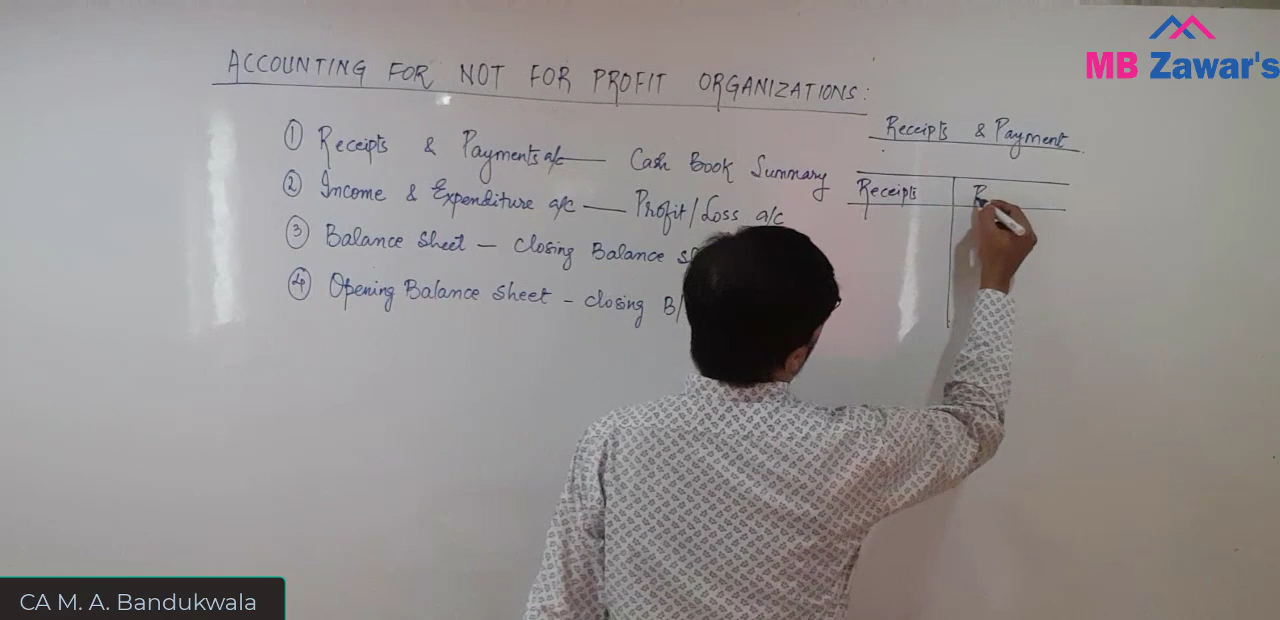 MB Zawar's
ACCOUNTING FOR NOT FOR PROFIT ORGANIZATIONS:
① Receipts & Payments a/c — Cash Book Summary
② Income & Expenditure a/c — Profit/Loss a/c
③ Balance Sheet – Closing Balance
④ Opening Balance Sheet – closing B/
Receipts & Payment
Receipts
CA M. A. Bandukwala